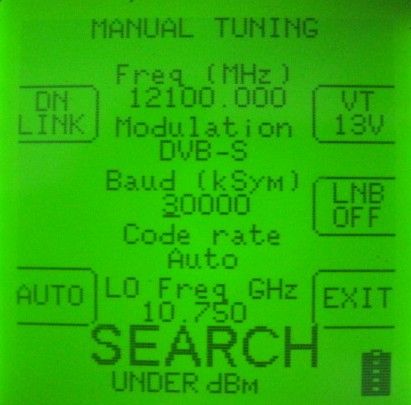 MANUAL TUNING
Freq (MHz)
12100.000
DN
LINK
VT
13V
Modulation
DVB-S
Baud (kSym)
30000
LNB
OFF
Code rate
Auto
AUTO
LO Freq GHz
10.750
EXIT
SEARCH
UNDER dBm